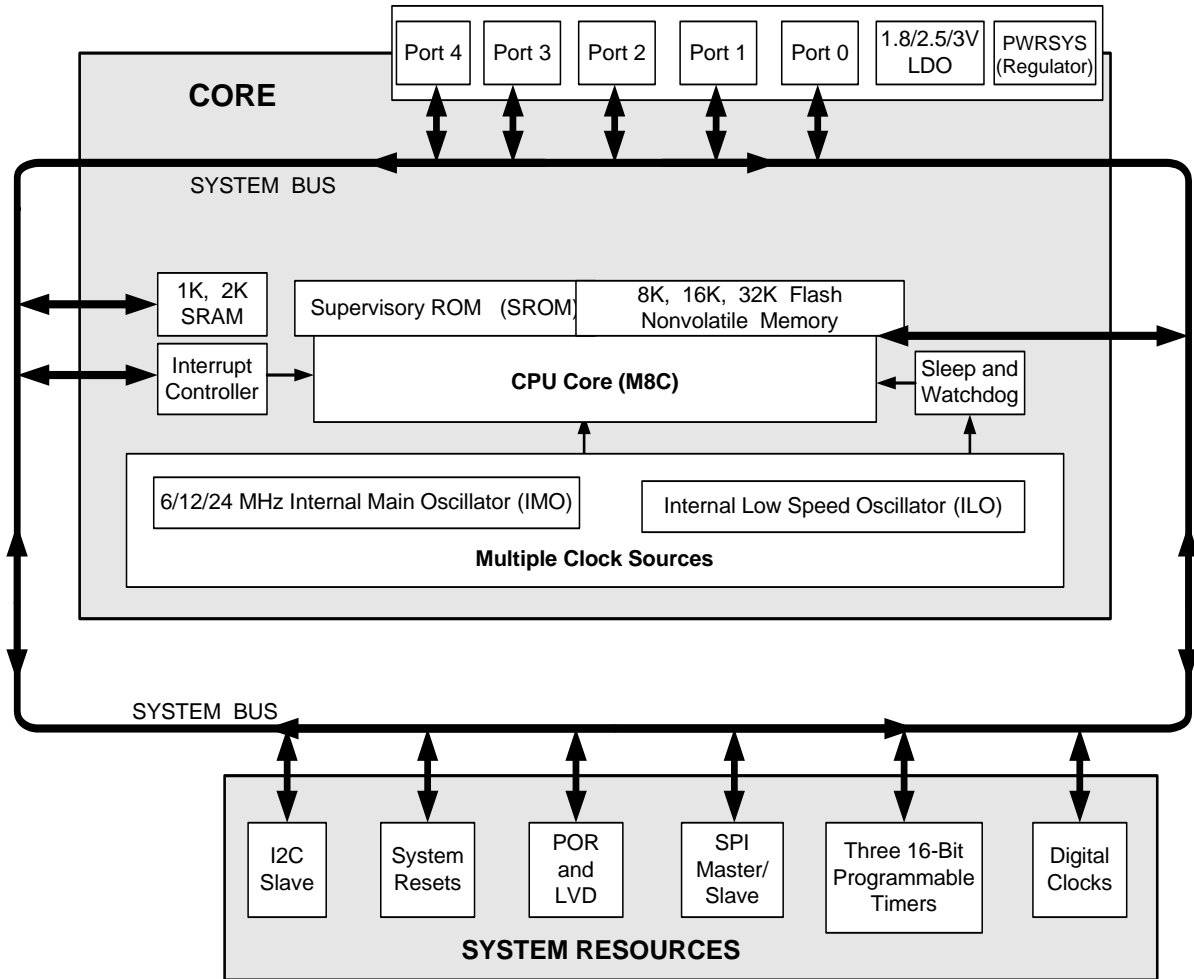 Port 4
Port 3
Port 2
Port 1
Port 0
1.8/2.5/3V
LDO
PWRSYS
(Regulator)
CORE
SYSTEM BUS
1K, 2K
SRAM
Supervisory ROM (SROM)
8K, 16K, 32K Flash
Nonvolatile Memory
Interrupt
Controller
CPU Core (M8C)
Sleep and
Watchdog
6/12/24 MHz Internal Main Oscillator (IMO)
Internal Low Speed Oscillator (ILO)
Multiple Clock Sources
SYSTEM BUS
I2C
Slave
System
Resets
POR
and
LVD
SPI
Master/
Slave
Three 16-Bit
Programmable
Timers
Digital
Clocks
SYSTEM RESOURCES